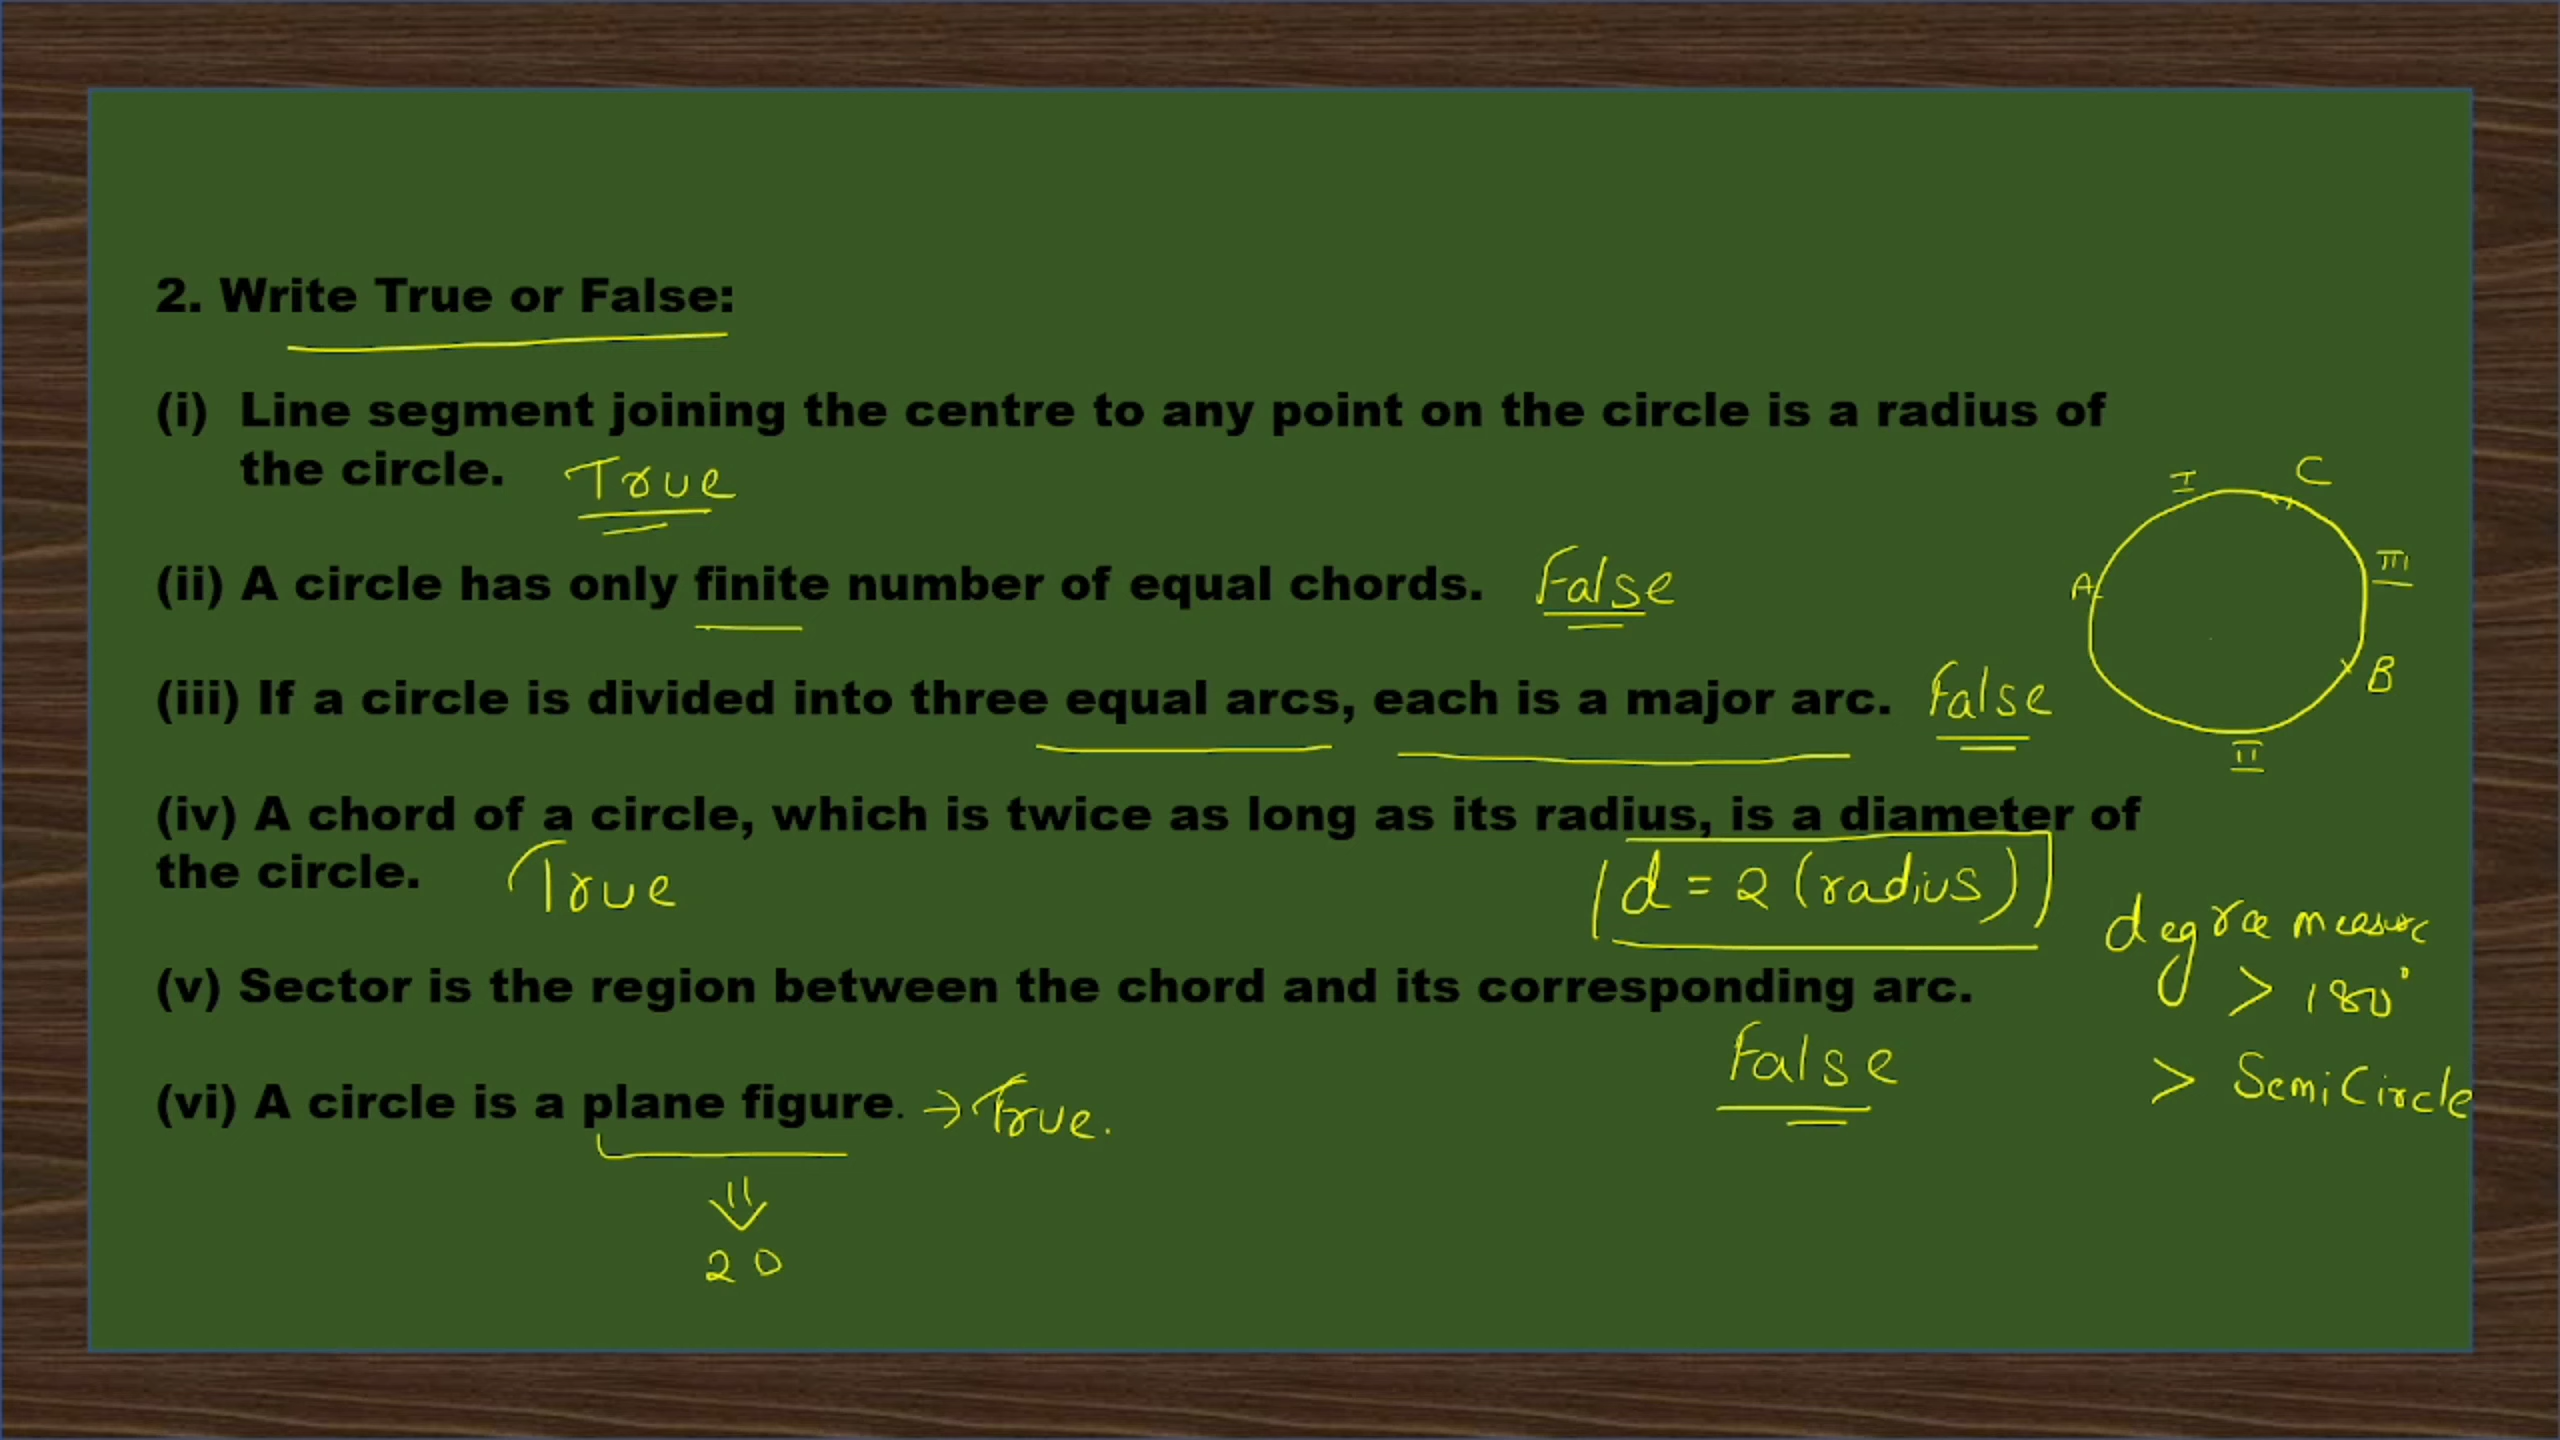 2. Write True or False:
(i) Line segment joining the centre to any point on the circle is a radius of
the circle. True
(ii) A circle has only finite number of equal chords. False
(iii) If a circle is divided into three equal arcs, each is a major arc. False
I C
III
A
B
II
(iv) A chord of a circle, which is twice as long as its radius, is a diameter of
the circle. True
d = 2 (radius)
degree measure
> 180°
> SemiCircle
(v) Sector is the region between the chord and its corresponding arc.
False
(vi) A circle is a plane figure. → True.
⇓
2D